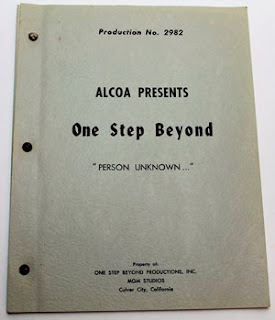 Production No. 2982
ALCOA PRESENTS
One Step Beyond
"PERSON UNKNOWN..."
Property of:
ONE STEP BEYOND PRODUCTIONS, INC.
MGM STUDIOS
Culver City, California